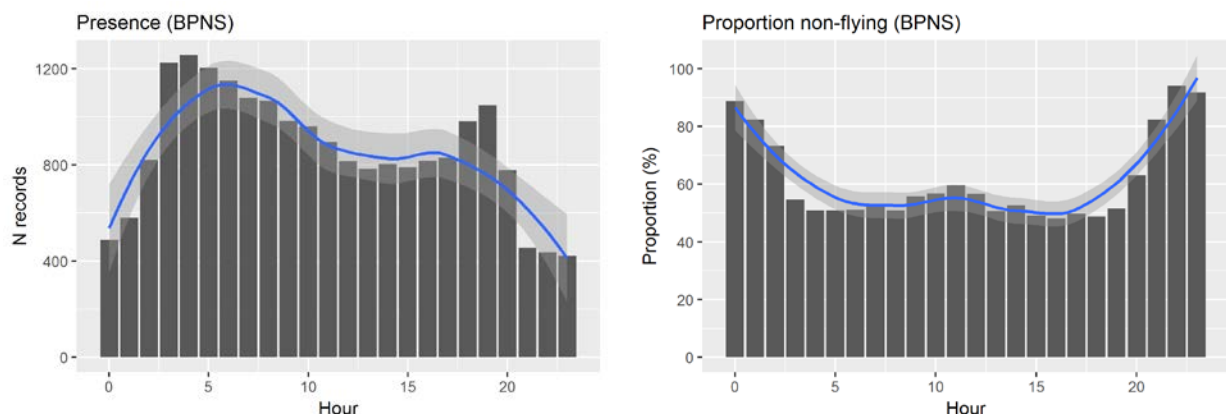 Presence (BPNS)
N records
1200
800
400
0
0 5 10 15 20
Hour
Proportion non-flying (BPNS)
Proportion (%)
100
80
60
40
20
0
0 5 10 15 20
Hour